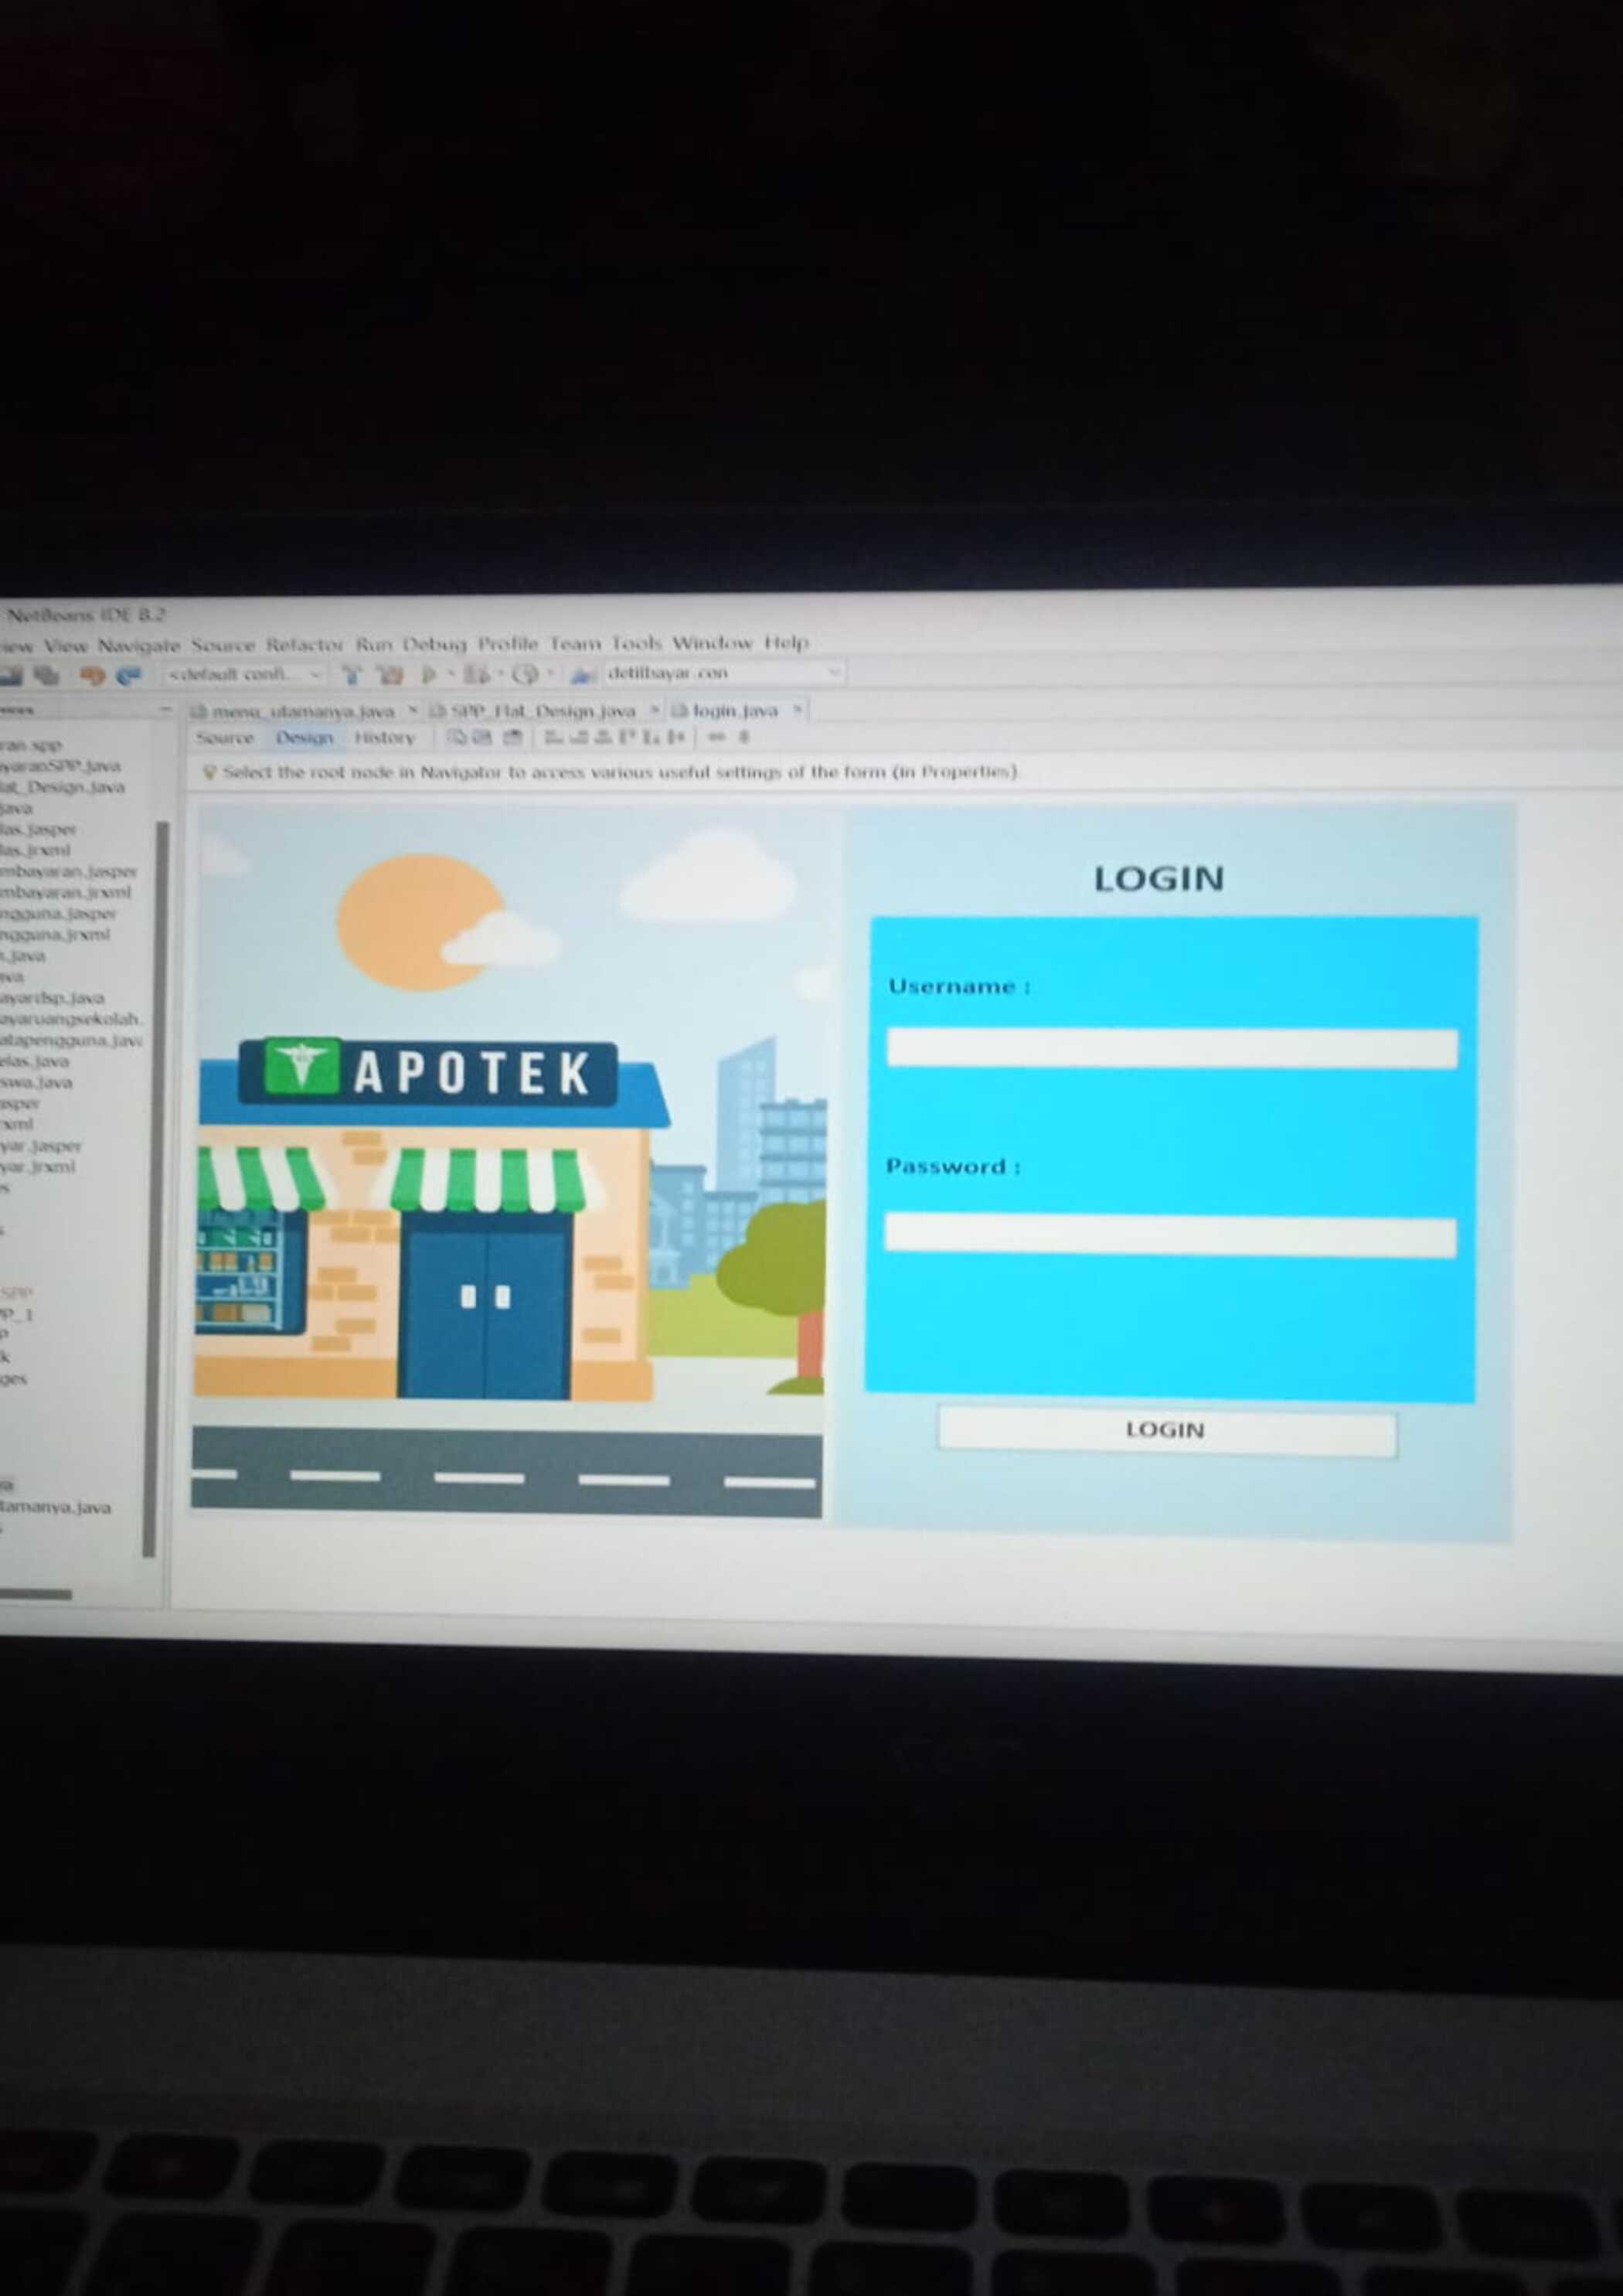 NetBeans IDE 8.2
iew View Navigate Source Refactor Run Debug Profile Team Tools Window Help
<default confi... detilbayar.con
menu_utamanya.java SPP_Flat_Design.java login.java
Source Design History
Select the root node in Navigator to access various useful settings of the form (in Properties).
ran.spp
yaranSPP.java
lat_Design.java
java
las.jasper
las.jrxml
mbayaran.jasper
mbayaran.jrxml
ngguna.jasper
ngguna.jrxml
.java
ava
ayardsp.java
ayaruangsekolah.
atapengguna.java
elas.java
swa.java
asper
xml
yar.jasper
yar.jrxml
s
spp
P_1
P
k
ges
va
tamanya.java
APOTEK
LOGIN
Username :
Password :
LOGIN